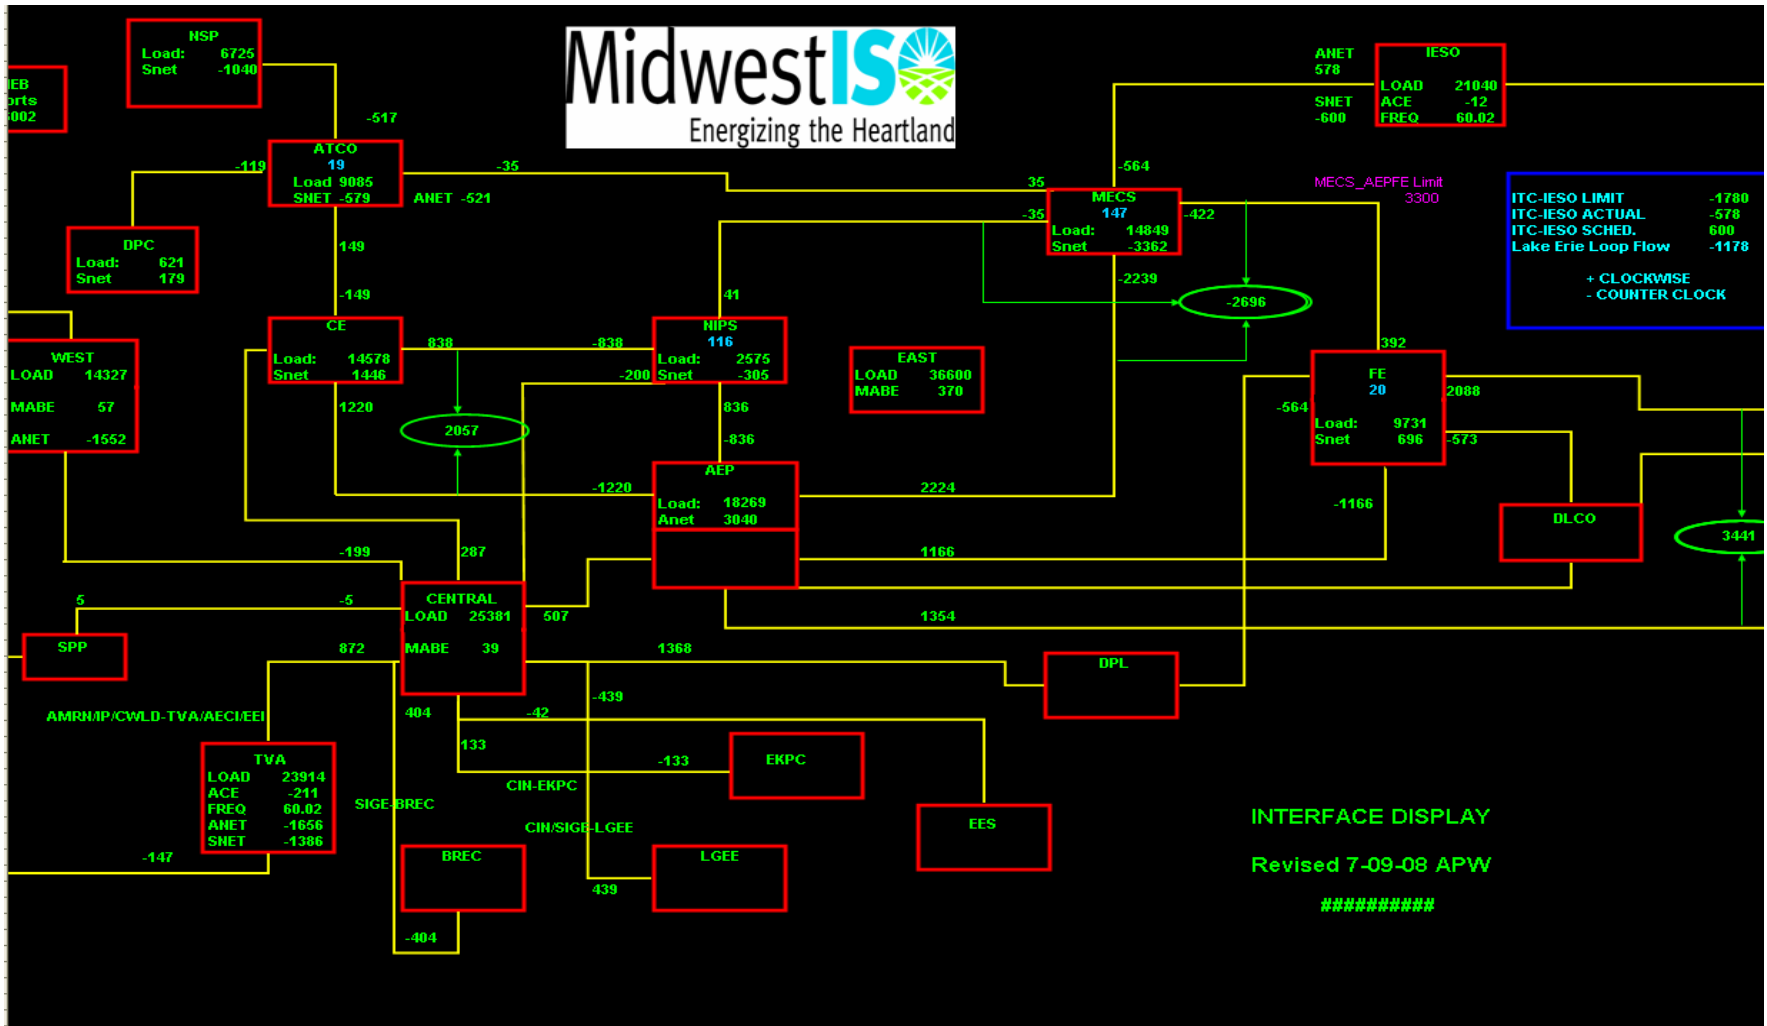 MidwestISO
Energizing the Heartland
NSP
Load: 6725
Snet -1040
IEB
orts
002
-517
ATCO
19
Load 9085
SNET -579
ANET -521
-119
-35
DPC
Load: 621
Snet 179
149
-149
ANET
578
SNET
-600
IESO
LOAD 21040
ACE -12
FREQ 60.02
-564
35
-35
MECS
147
Load: 14849
Snet -3362
-422
-2239
MECS_AEPFE Limit
3300
ITC-IESO LIMIT -1780
ITC-IESO ACTUAL -578
ITC-IESO SCHED. 600
Lake Erie Loop Flow -1178
+ CLOCKWISE
- COUNTER CLOCK
-2696
41
WEST
LOAD 14327
MABE 57
ANET -1552
CE
Load: 14578
Snet 1446
838
-838
-200
NIPS
116
Load: 2575
Snet -305
EAST
LOAD 36600
MABE 370
392
FE
20
Load: 9731
Snet 696
-564
2088
-573
1220
2057
836
-836
-1220
AEP
Load: 18269
Anet 3040
2224
-1166
1166
DLCO
3441
-199
287
5
-5
CENTRAL
LOAD 25381
MABE 39
507
1354
SPP
872
1368
DPL
-439
404
-42
AMRN/IP/CWLD-TVA/AECI/EEI
133
-133
EKPC
CIN-EKPC
TVA
LOAD 23914
ACE -211
FREQ 60.02
ANET -1656
SNET -1386
SIGE-BREC
CIN/SIGE-LGEE
EES
-147
BREC
LGEE
439
-404
INTERFACE DISPLAY
Revised 7-09-08 APW
##########